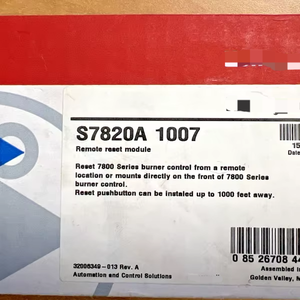 S7820A 1007
Remote reset module
15
Date
Reset 7800 Series burner control from a remote
location or mounts directly on the front of 7800 Series
burner control.
Reset pushbutton can be instaled up to 1000 feet away.
32006349-013 Rev. A
Automation and Control Solutions
0 85 26708 44
Assembled in
Golden Valley, M